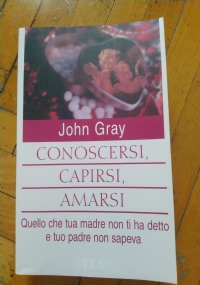 John Gray
CONOSCERSI,
CAPIRSI,
AMARSI
Quello che tua madre non ti ha detto
e tuo padre non sapeva
TEA